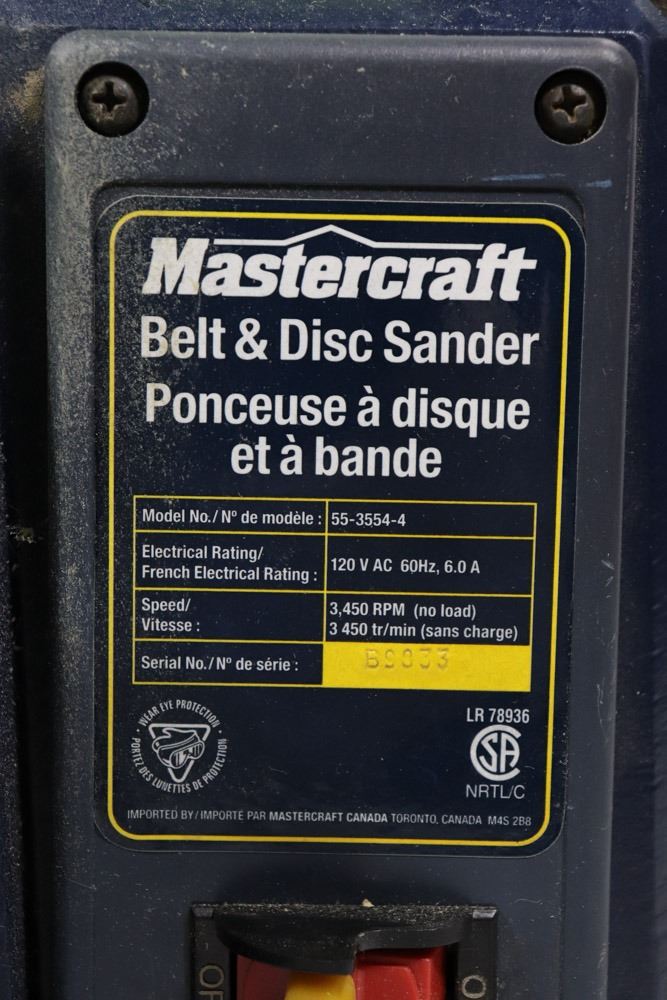 Mastercraft
Belt & Disc Sander
Ponceuse à disque
et à bande
Model No./Nº de modèle : 55-3554-4
Electrical Rating/
French Electrical Rating : 120 V AC 60Hz, 6.0 A
Speed/ 3,450 RPM (no load)
Vitesse : 3 450 tr/min (sans charge)
Serial No./Nº de série :
WEAR EYE PROTECTION
PORTEZ DES LUNETTES DE PROTECTION
LR 78936
SA
NRTL/C
IMPORTED BY/IMPORTÉ PAR MASTERCRAFT CANADA TORONTO, CANADA M4S 2B8